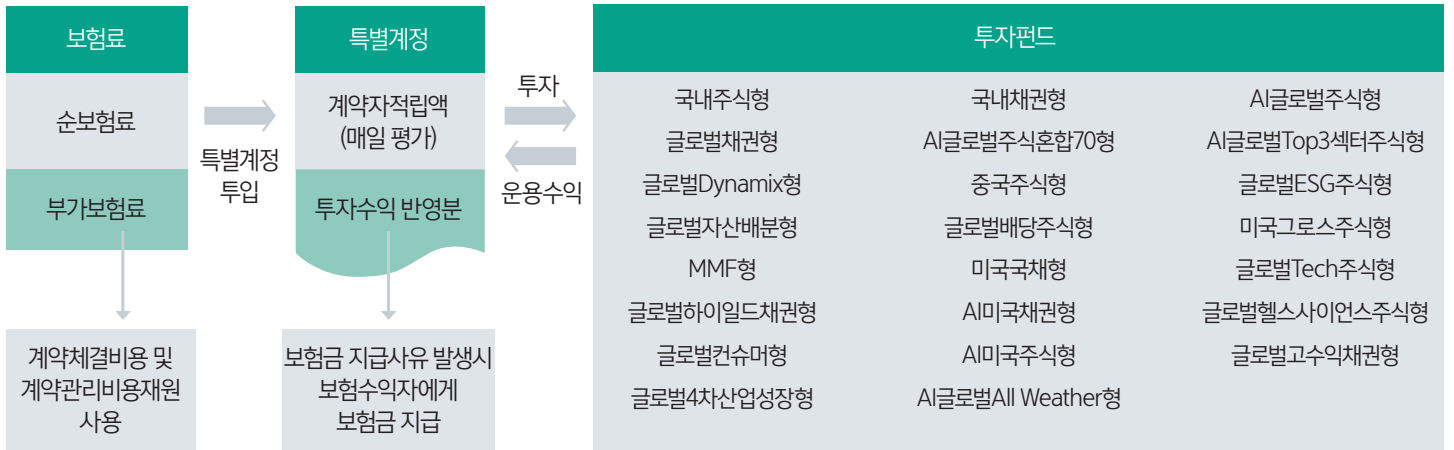 보험료
순보험료
부가보험료
계약체결비용 및
계약관리비용재원
사용
특별계정
투입
특별계정
계약자적립액
(매일 평가)
투자수익 반영분
보험금 지급사유 발생시
보험수익자에게
보험금 지급
투자
운용수익
투자펀드
국내주식형 국내채권형 AI글로벌주식형
글로벌채권형 AI글로벌주식혼합70형 AI글로벌Top3섹터주식형
글로벌Dynamix형 중국주식형 글로벌ESG주식형
글로벌자산배분형 글로벌배당주식형 미국그로스주식형
MMF형 미국국채형 글로벌Tech주식형
글로벌하이일드채권형 AI미국채권형 글로벌헬스사이언스주식형
글로벌컨슈머형 AI미국주식형 글로벌고수익채권형
글로벌4차산업성장형 AI글로벌All Weather형